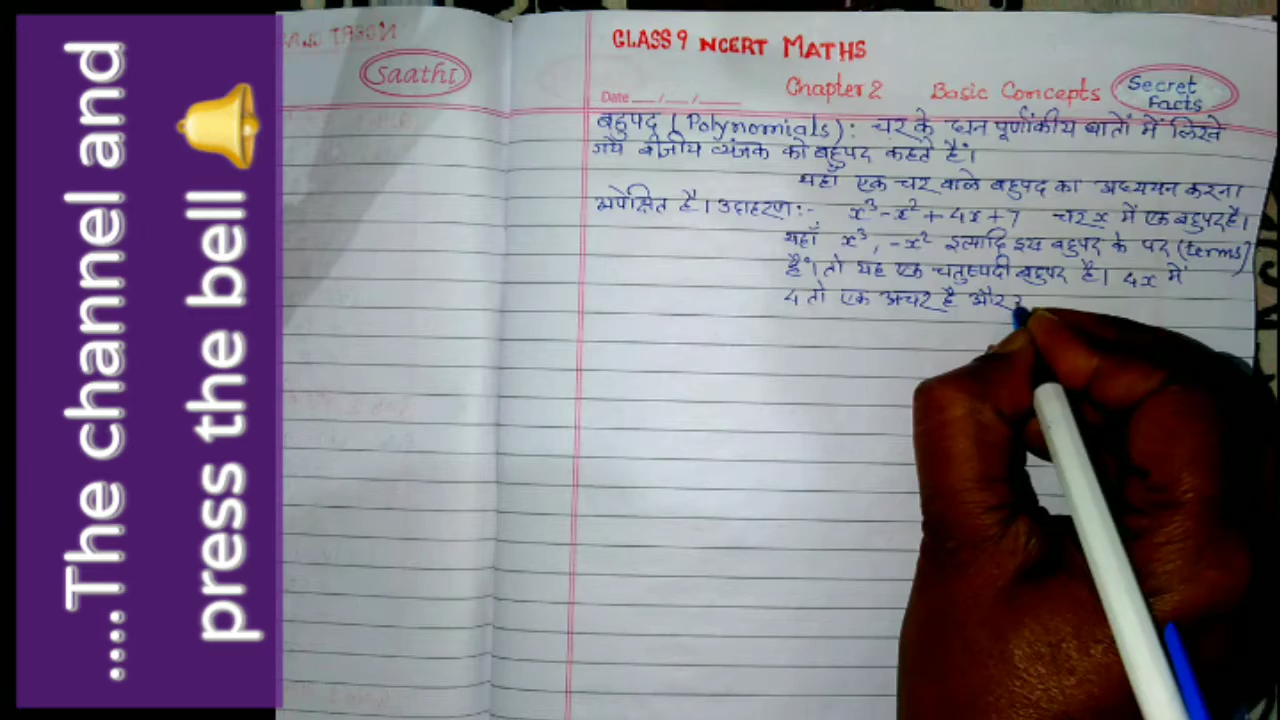 ....The channel and
press the bell
Saathi
CLASS 9 NCERT MATHS
Chapter 2 Basic Concepts
Secret
Facts
Date ___/___/_____
बहुपद (Polynomials): चर के धन पूर्णांकीय घातों में लिखे
गये बीजीय व्यंजक को बहुपद कहते हैं।
यहाँ एक चर वाले बहुपद का अध्ययन करना
अपेक्षित है। उदाहरण:- x³-x²+4x+7 चर x में एक बहुपद है।
यहाँ x³, -x² इत्यादि इस बहुपद के पद (terms)
हैं। तो यह एक चतुष्पदी बहुपद है। 4x में
4 तो एक अचर है और